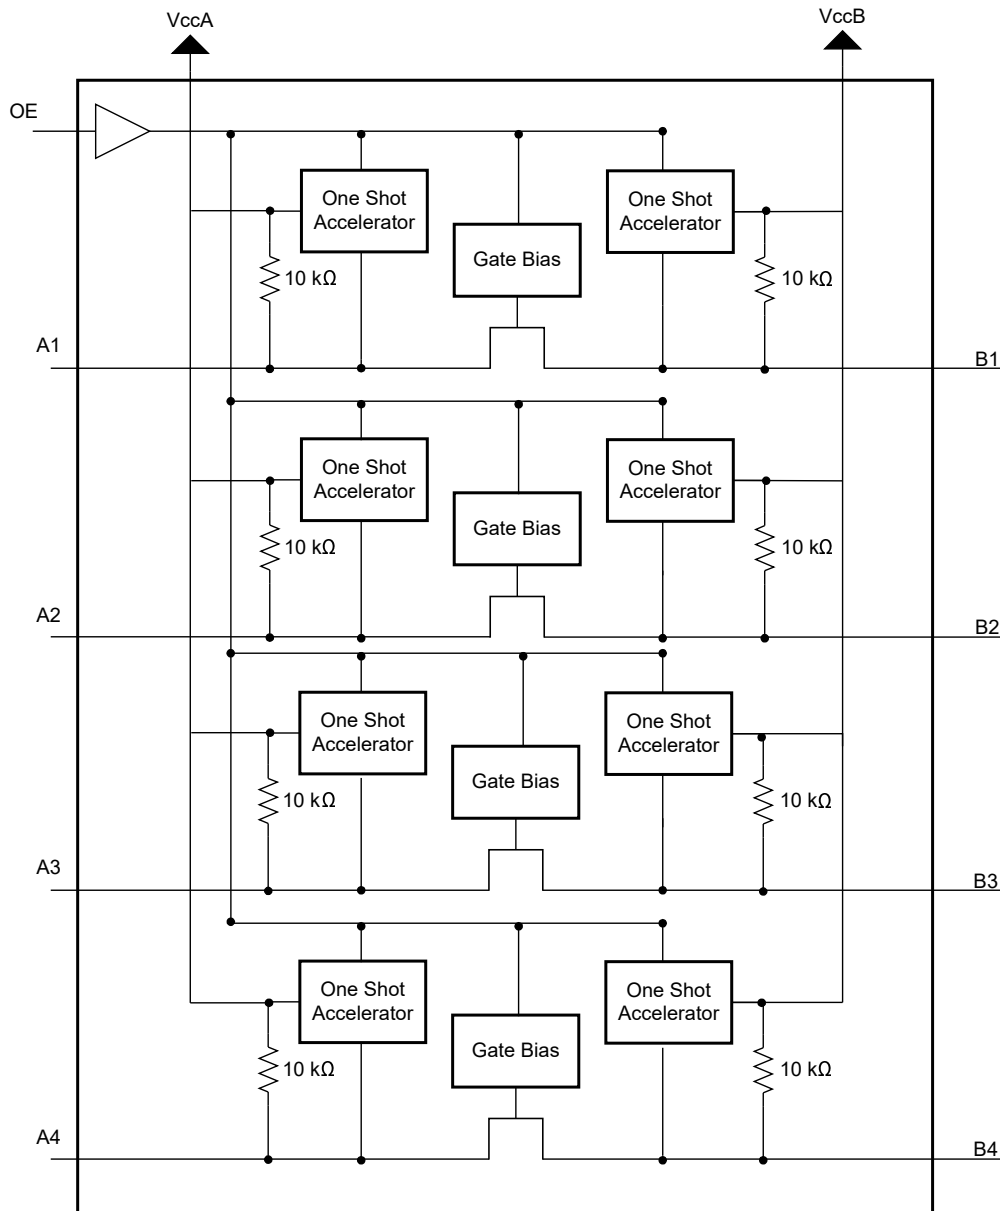 VccA
VccB
OE
One Shot
Accelerator
One Shot
Accelerator
Gate Bias
10 kΩ
10 kΩ
A1
B1
One Shot
Accelerator
One Shot
Accelerator
Gate Bias
10 kΩ
10 kΩ
A2
B2
One Shot
Accelerator
One Shot
Accelerator
Gate Bias
10 kΩ
10 kΩ
A3
B3
One Shot
Accelerator
One Shot
Accelerator
Gate Bias
10 kΩ
10 kΩ
A4
B4